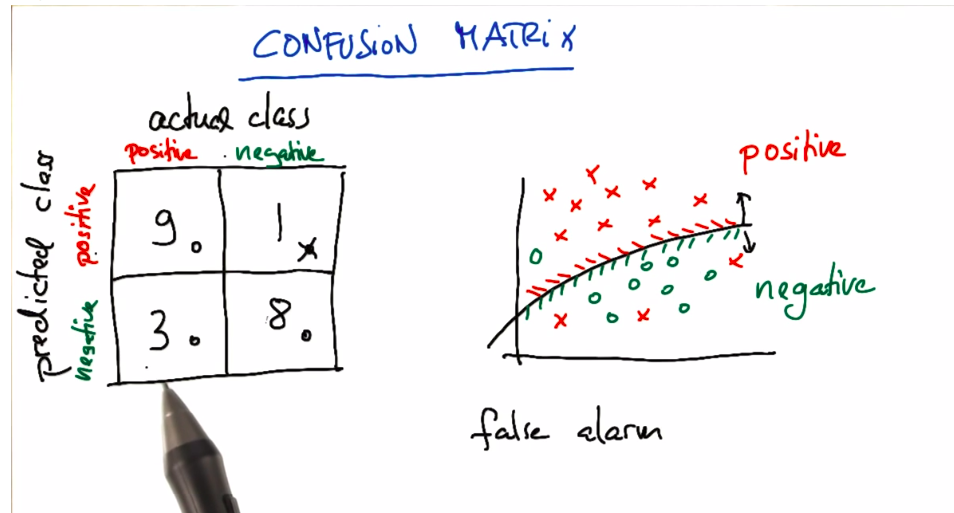 CONFUSION MATRIX
actual class
positive negative
predicted class
positive
negative
9 1
3 8
positive
negative
false alarm